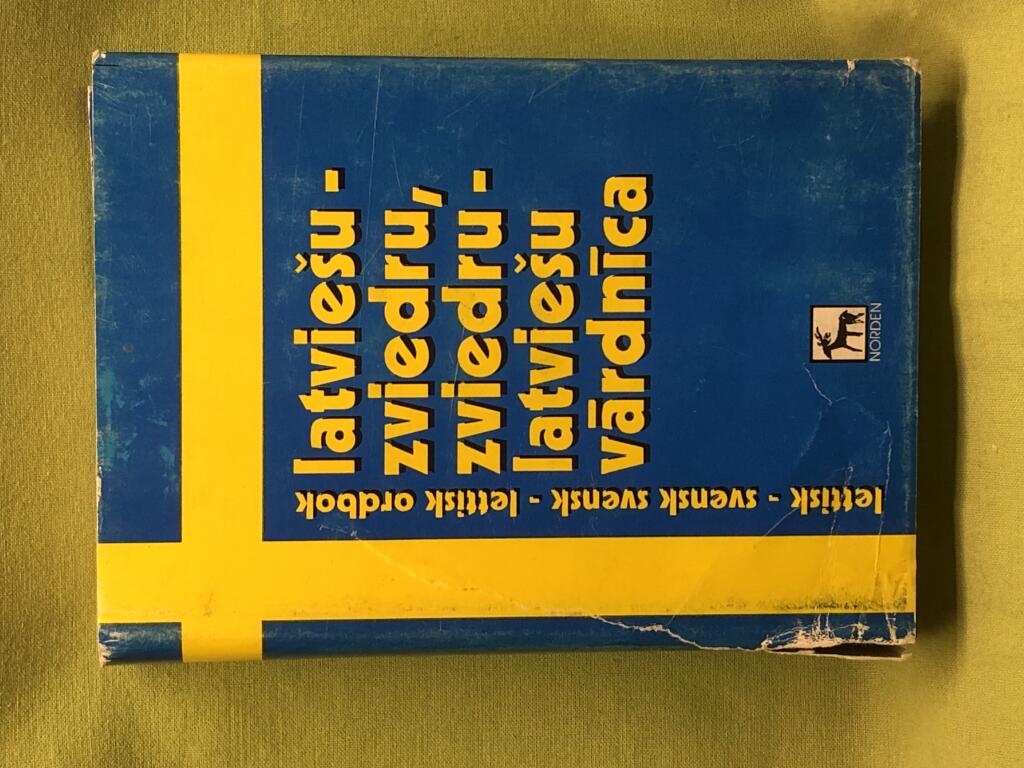 latviešu-
zviedru,
zviedru-
latviešu
vārdnīca
lettisk - svensk svensk - lettisk ordbok
NORDEN